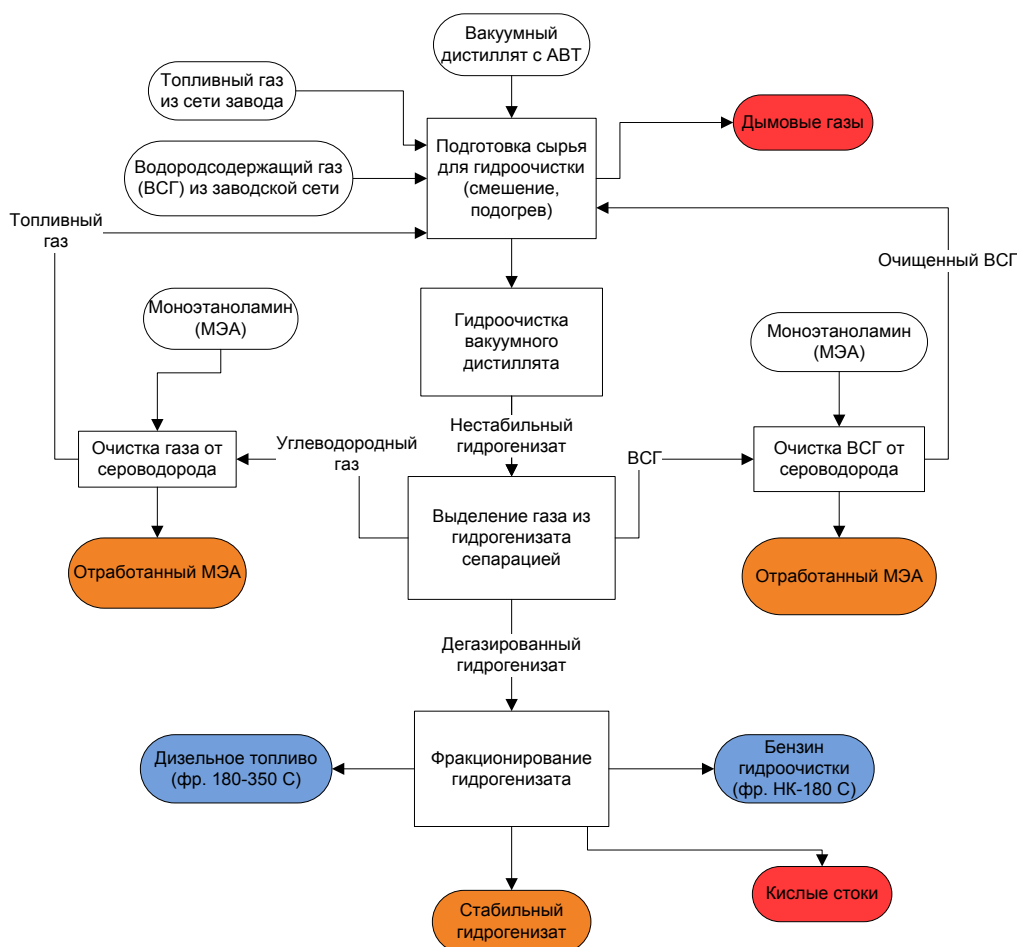 Вакуумный
дистиллят с АВТ
Топливный газ
из сети завода
Дымовые газы
Подготовка сырья
для гидроочистки
(смешение,
подогрев)
Водородсодержащий газ
(ВСГ) из заводской сети
Топливный
газ
Очищенный ВСГ
Моноэтаноламин
(МЭА)
Гидроочистка
вакуумного
дистиллята
Моноэтаноламин
(МЭА)
Нестабильный
гидрогенизат
Очистка газа от
сероводорода
Углеводородный
газ
ВСГ
Очистка ВСГ от
сероводорода
Выделение газа из
гидрогенизата
сепарацией
Отработанный МЭА
Отработанный МЭА
Дегазированный
гидрогенизат
Дизельное топливо
(фр. 180-350 С)
Фракционирование
гидрогенизата
Бензин
гидроочистки
(фр. НК-180 С)
Кислые стоки
Стабильный
гидрогенизат